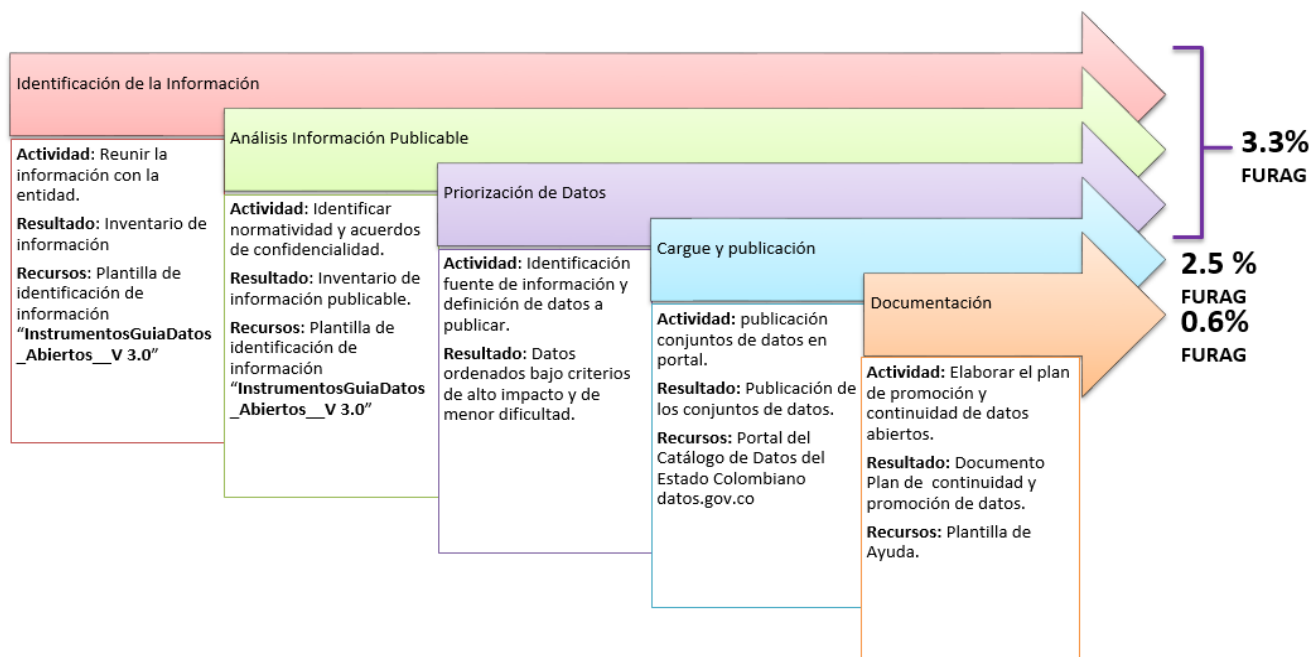 Identificación de la Información
Actividad: Reunir la
información con la
entidad.
Resultado: Inventario de
información
Recursos: Plantilla de
identificación de
información
“InstrumentosGuiaDatos
_Abiertos__V 3.0”
Análisis Información Publicable
Actividad: Identificar
normatividad y acuerdos
de confidencialidad.
Resultado: Inventario de
información publicable.
Recursos: Plantilla de
identificación de
información
“InstrumentosGuiaDatos
_Abiertos__V 3.0”
Priorización de Datos
Actividad: Identificación
fuente de información y
definición de datos a
publicar.
Resultado: Datos
ordenados bajo criterios
de alto impacto y de
menor dificultad.
Cargue y publicación
Actividad: publicación
conjuntos de datos en
portal.
Resultado: Publicación de
los conjuntos de datos.
Recursos: Portal del
Catálogo de Datos del
Estado Colombiano
datos.gov.co
Documentación
Actividad: Elaborar el plan
de promoción y
continuidad de datos
abiertos.
Resultado: Documento
Plan de continuidad y
promoción de datos.
Recursos: Plantilla de
Ayuda.
3.3%
FURAG
2.5 %
FURAG
0.6%
FURAG